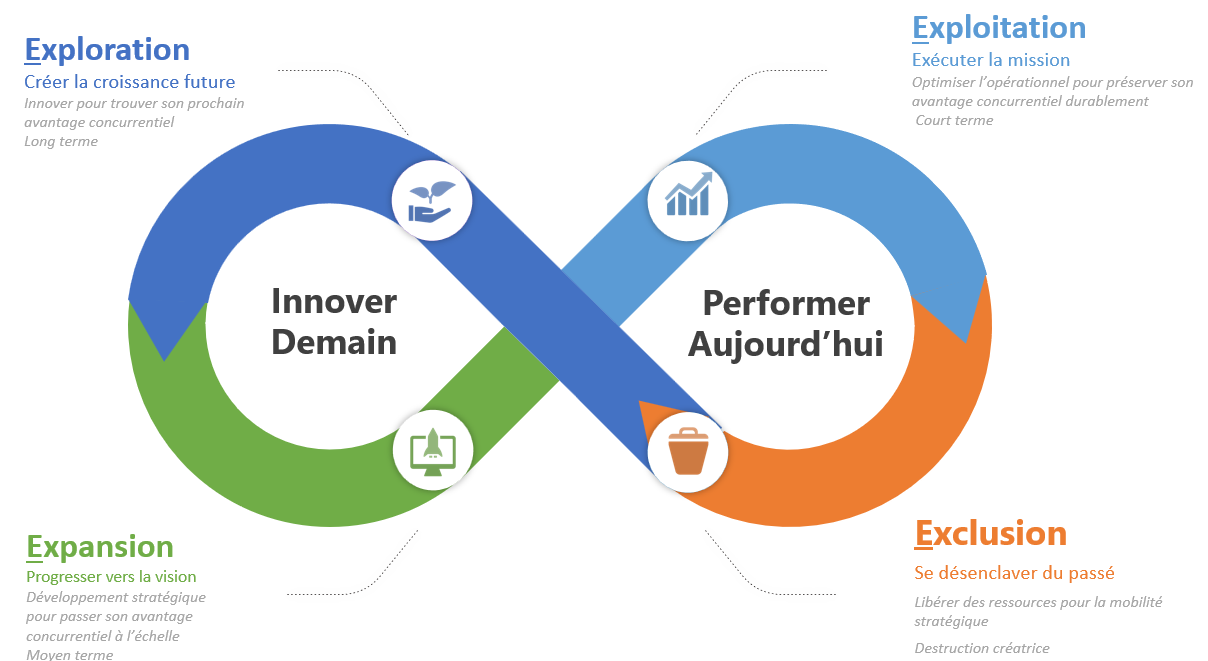 Exploration
Créer la croissance future
Innover pour trouver son prochain
avantage concurrentiel
Long terme
Exploitation
Exécuter la mission
Optimiser l’opérationnel pour préserver son
avantage concurrentiel durablement
Court terme
Innover
Demain
Performer
Aujourd’hui
Expansion
Progresser vers la vision
Développement stratégique
pour passer son avantage
concurrentiel à l’échelle
Moyen terme
Exclusion
Se désenclaver du passé
Libérer des ressources pour la mobilité
stratégique
Destruction créatrice